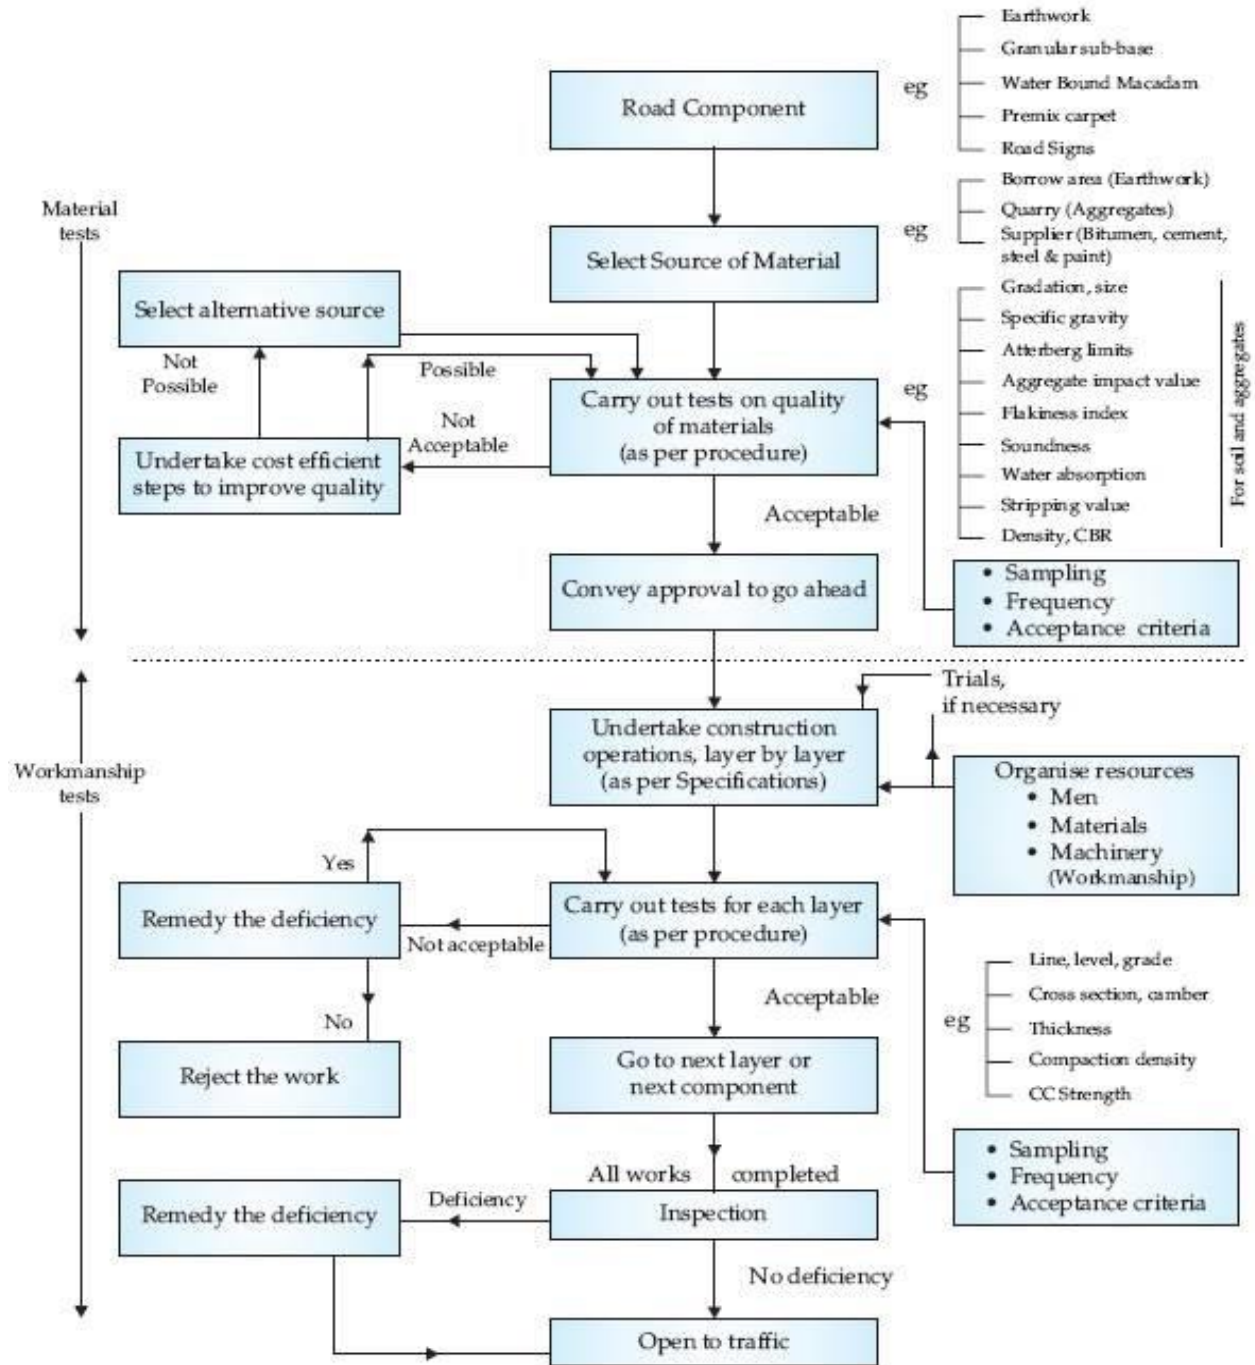 Earthwork
Granular sub-base
Road Component
eg
Water Bound Macadam
Premix carpet
Road Signs
Material
tests
Borrow area (Earthwork)
Select Source of Material
eg
Quarry (Aggregates)
Supplier (Bitumen, cement,
steel & paint)
Select alternative source
Gradation, size
Specific gravity
Atterberg limits
Aggregate impact value
Flakiness index
Soundness
Water absorption
Stripping value
Density, CBR
For soil and aggregates
Not
Possible
Possible
Carry out tests on quality
of materials
(as per procedure)
eg
Not
Acceptable
Undertake cost efficient
steps to improve quality
Acceptable
Convey approval to go ahead
• Sampling
• Frequency
• Acceptance criteria
Trials,
if necessary
Undertake construction
operations, layer by layer
(as per Specifications)
Workmanship
tests
Organise resources
• Men
• Materials
• Machinery
(Workmanship)
Yes
Remedy the deficiency
Not acceptable
Carry out tests for each layer
(as per procedure)
Acceptable
eg
Line, level, grade
Cross section, camber
Thickness
Compaction density
CC Strength
No
Reject the work
Go to next layer or
next component
• Sampling
• Frequency
• Acceptance criteria
All works completed
Remedy the deficiency
Deficiency
Inspection
No deficiency
Open to traffic